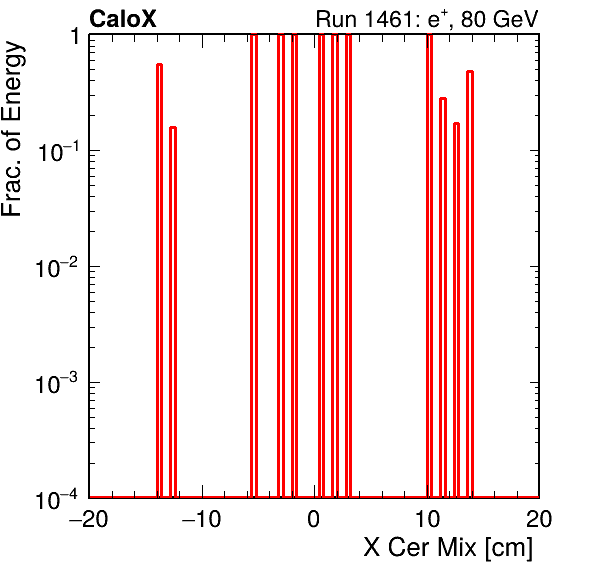 CaloX Run 1461: e⁺, 80 GeV
Frac. of Energy
1
10⁻¹
10⁻²
10⁻³
10⁻⁴
−20 −10 0 10 20
X Cer Mix [cm]